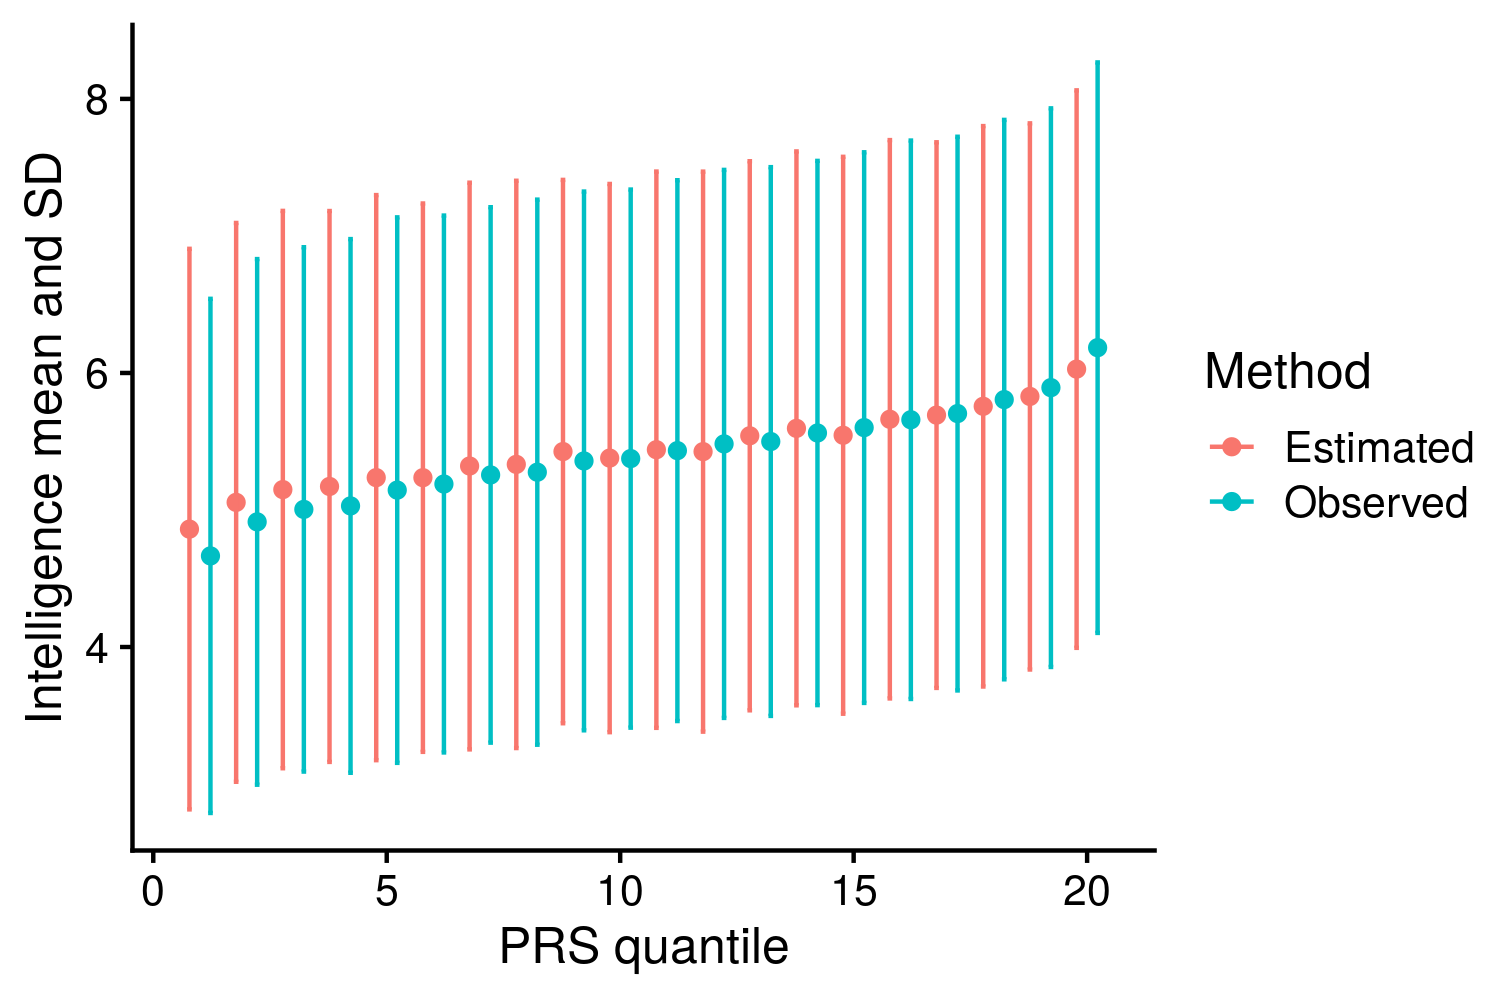 Intelligence mean and SD
8
6
4
0 5 10 15 20
PRS quantile
Method
Estimated
Observed